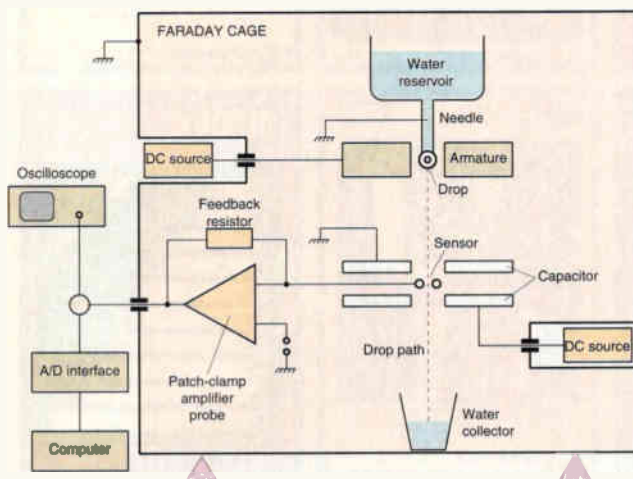 FARADAY CAGE
Water
reservoir
Needle
DC source
Armature
Drop
Oscilloscope
Feedback
resistor
Sensor
Capacitor
DC source
Drop path
A/D interface
Patch-clamp
amplifier
probe
Water
collector
Computer